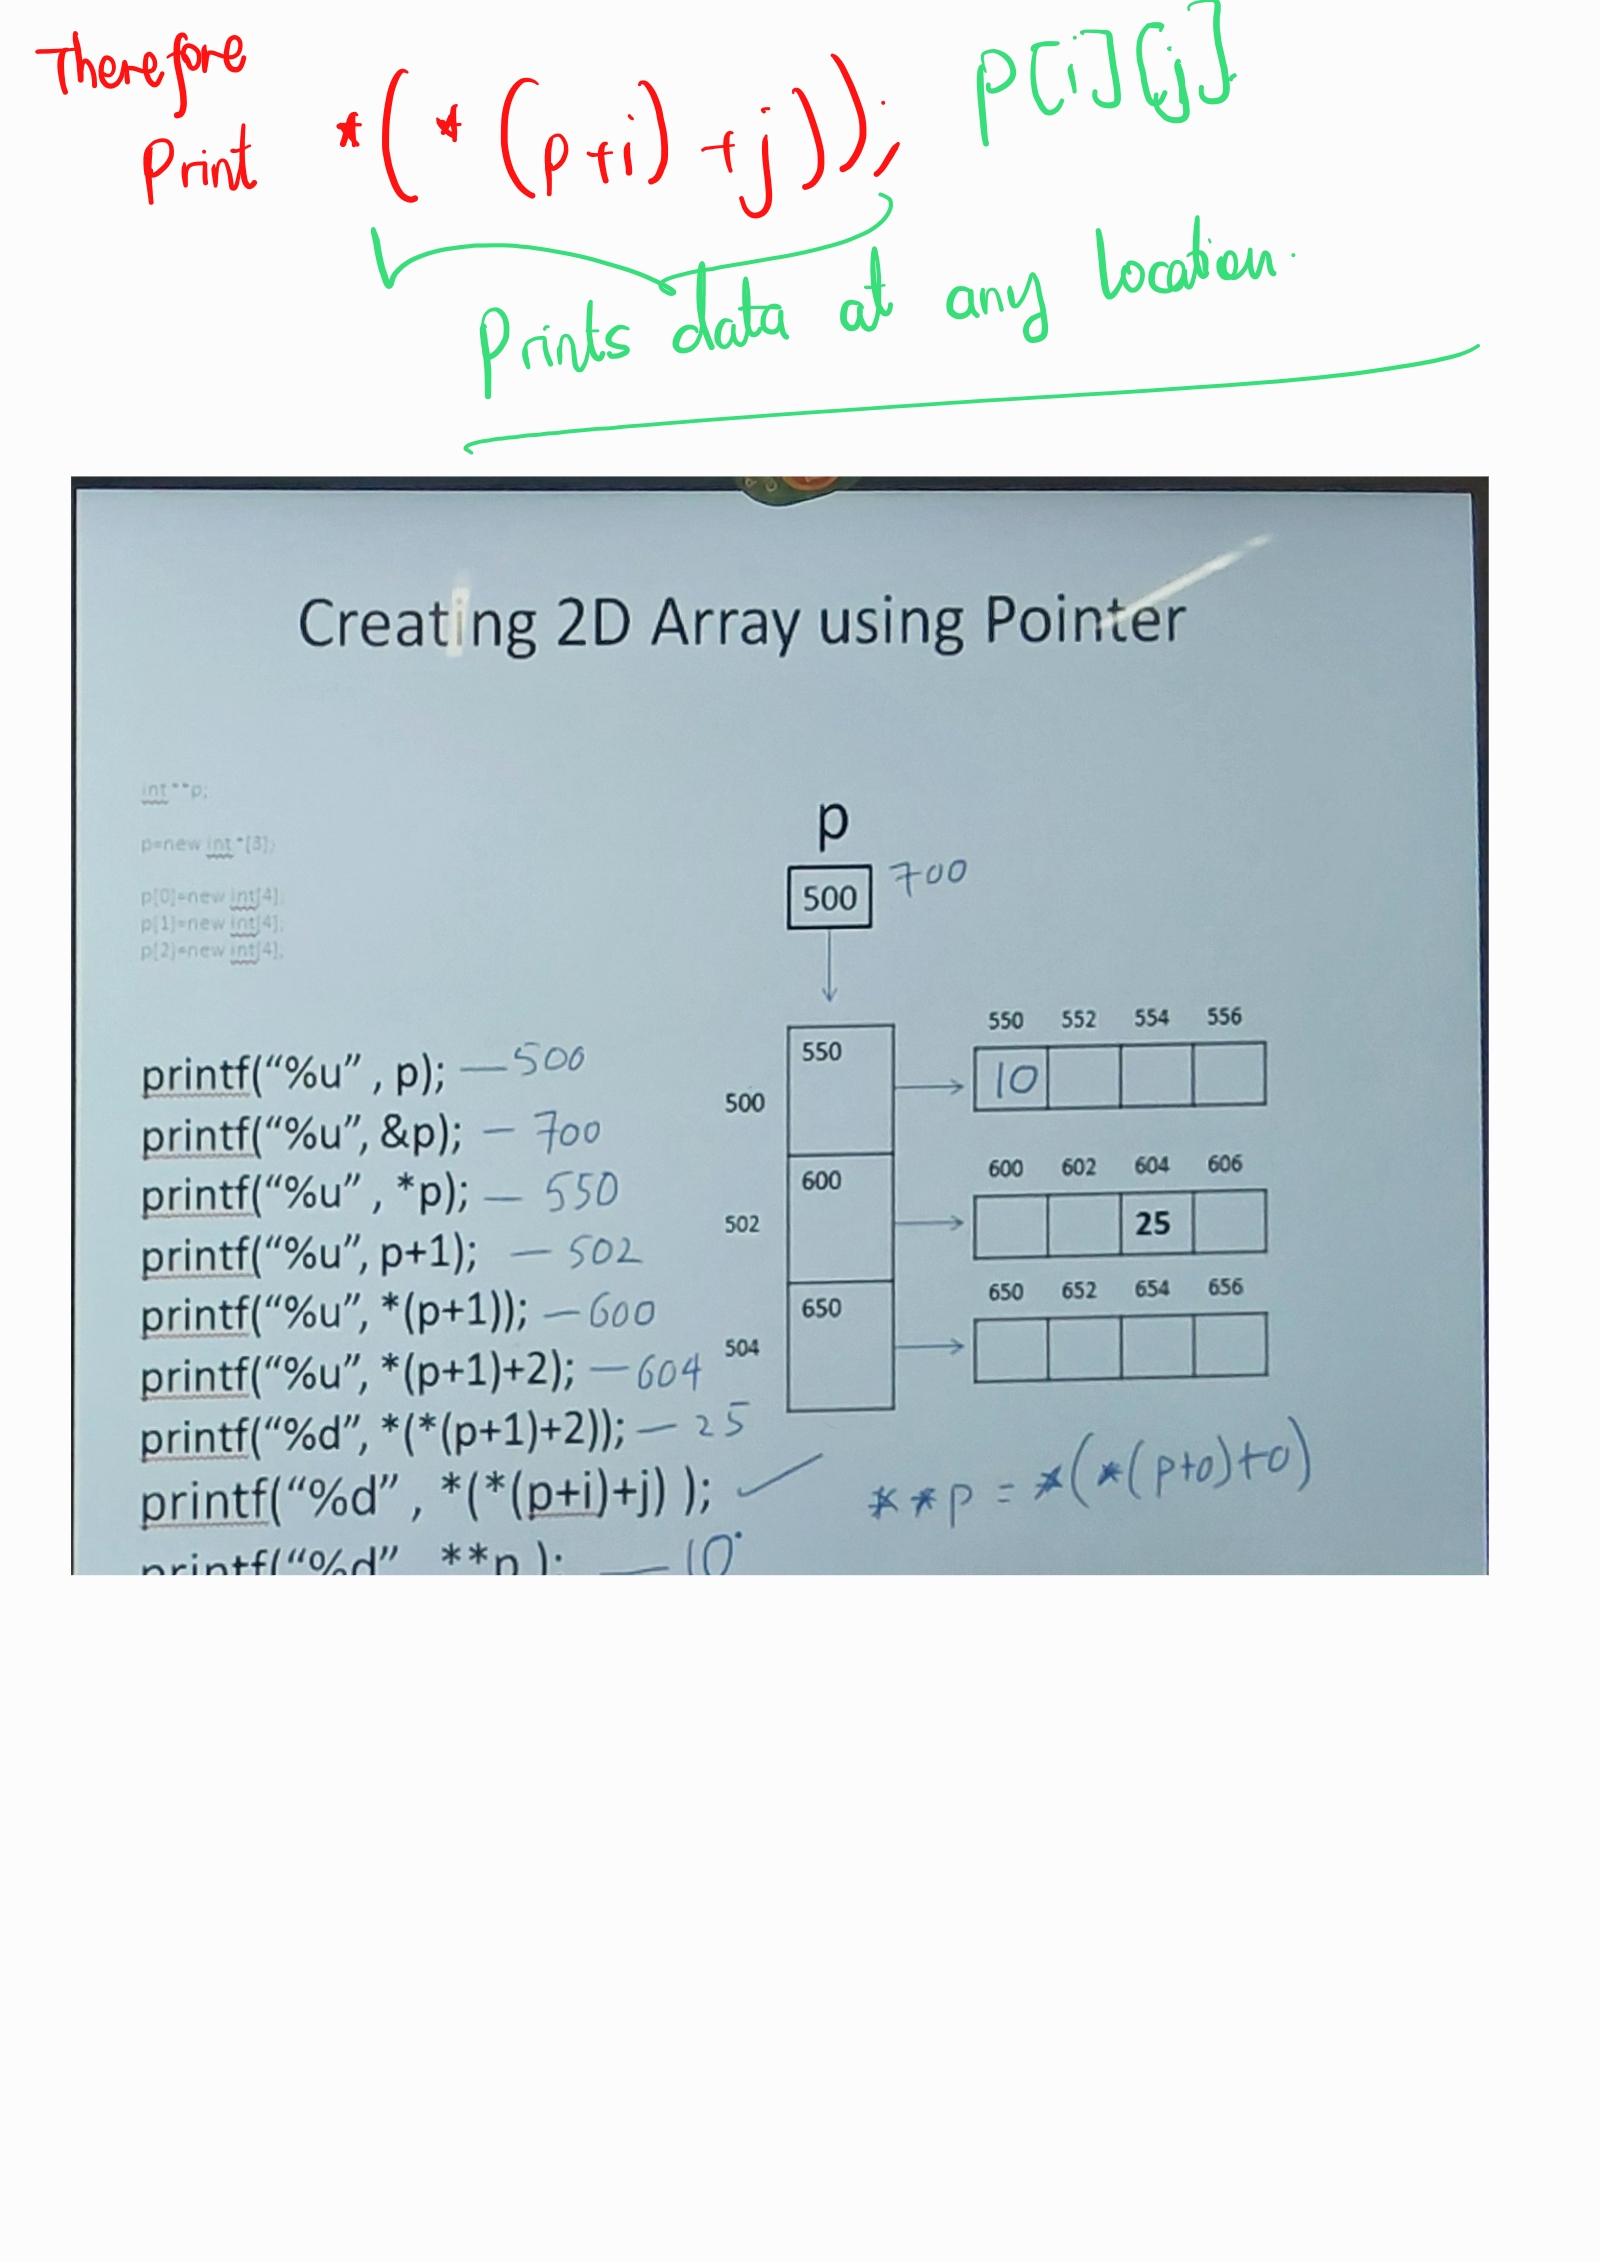 Therefore
Print *(*(p+i)+j)); P[i][j]
Prints data at any location.
Creating 2D Array using Pointer
int **p;
p=new int *[3];
p[0]=new int[4];
p[1]=new int[4];
p[2]=new int[4];
p
500 700
550 552 554 556
550
10
500
600 602 604 606
600
25
502
650 652 654 656
650
504
printf("%u" , p); — 500
printf("%u", &p); — 700
printf("%u" , *p); — 550
printf("%u", p+1); — 502
printf("%u", *(p+1)); — 600
printf("%u", *(p+1)+2); — 604
printf("%d", *(*(p+1)+2)); — 25
printf("%d" , *(*(p+i)+j) ); ✓
**p = *(*(p+0)+0)
printf("%d" **p ); — 10